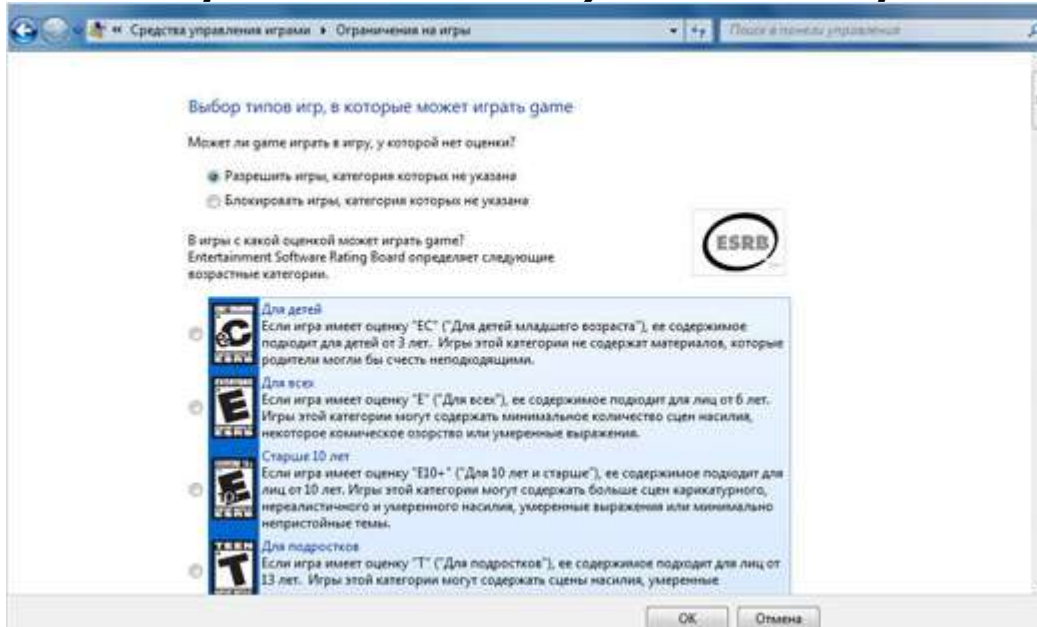 « Средства управления играми ▸ Ограничения на игры
Поиск в панели управления
Выбор типов игр, в которые может играть game
Может ли game играть в игру, у которой нет оценки?
Разрешить игры, категория которых не указана
Блокировать игры, категория которых не указана
В игры с какой оценкой может играть game?
Entertainment Software Rating Board определяет следующие
возрастные категории.
ESRB
Для детей
Если игра имеет оценку "EC" ("Для детей младшего возраста"), ее содержимое
подходит для детей от 3 лет. Игры этой категории не содержат материалов, которые
родители могли бы счесть неподходящими.
Для всех
Если игра имеет оценку "E" ("Для всех"), ее содержимое подходит для лиц от 6 лет.
Игры этой категории могут содержать минимальное количество сцен насилия,
некоторое комическое озорство или умеренные выражения.
Старше 10 лет
Если игра имеет оценку "E10+" ("Для 10 лет и старше"), ее содержимое подходит для
лиц от 10 лет. Игры этой категории могут содержать больше сцен карикатурного,
нереалистичного и умеренного насилия, умеренные выражения или минимально
непристойные темы.
Для подростков
Если игра имеет оценку "T" ("Для подростков"), ее содержимое подходит для лиц от
13 лет. Игры этой категории могут содержать сцены насилия, умеренные
eC
E
E
10+
TEEN
T
OK
Отмена